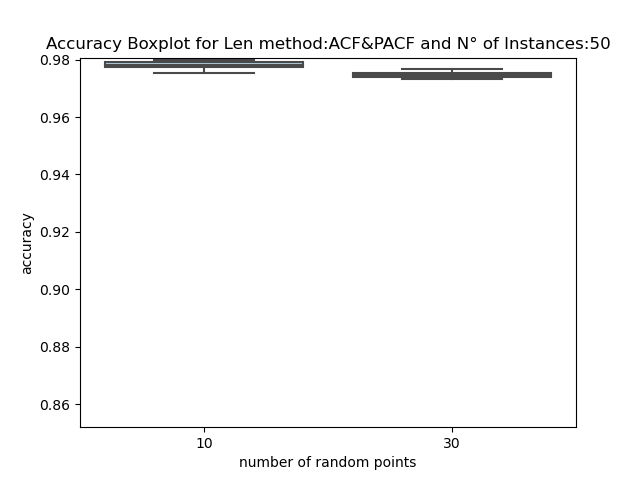 Accuracy Boxplot for Len method:ACF&PACF and N° of Instances:50
0.98
0.96
0.94
0.92
0.90
0.88
0.86
accuracy
10 30
number of random points